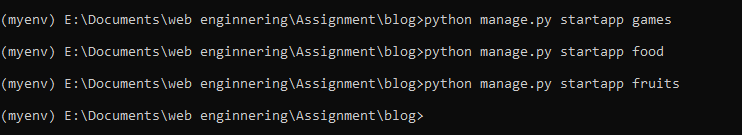 (myenv) E:\Documents\web enginnering\Assignment\blog>python manage.py startapp games
(myenv) E:\Documents\web enginnering\Assignment\blog>python manage.py startapp food
(myenv) E:\Documents\web enginnering\Assignment\blog>python manage.py startapp fruits
(myenv) E:\Documents\web enginnering\Assignment\blog>